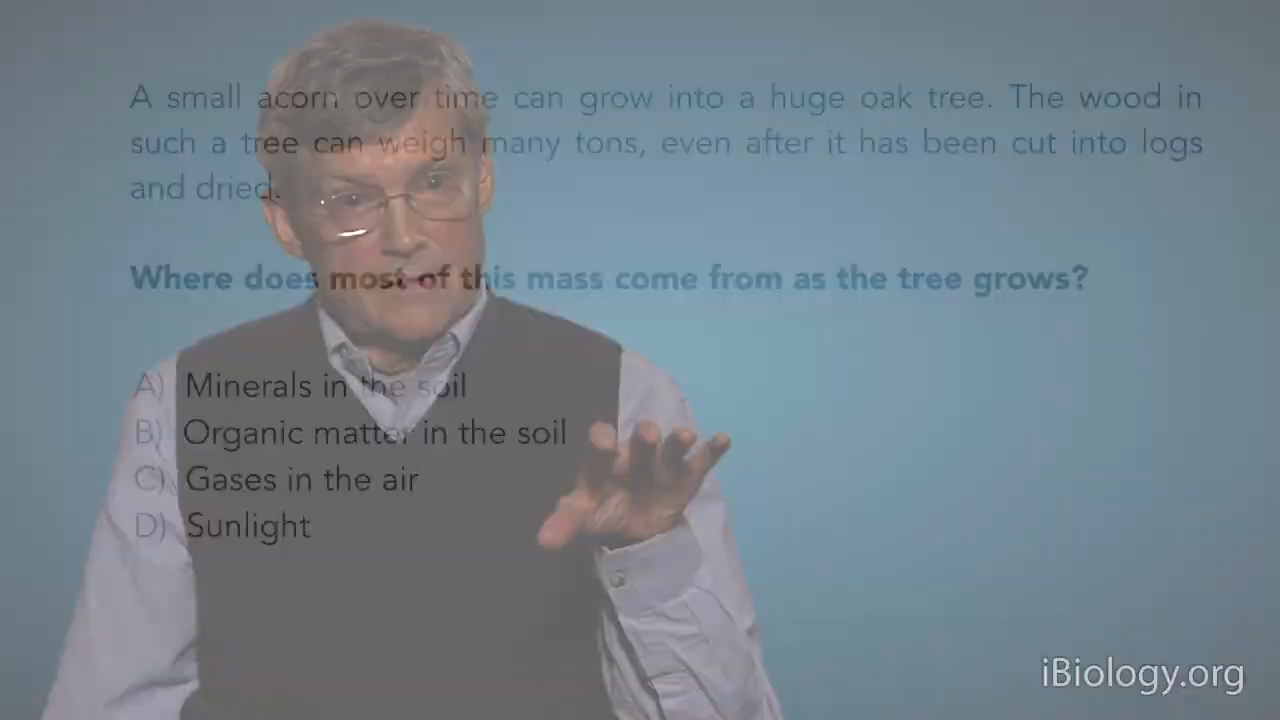 A small acorn over time can grow into a huge oak tree. The wood in
such a tree can weigh many tons, even after it has been cut into logs
and dried.
Where does most of this mass come from as the tree grows?
A) Minerals in the soil
B) Organic matter in the soil
C) Gases in the air
D) Sunlight
iBiology.org